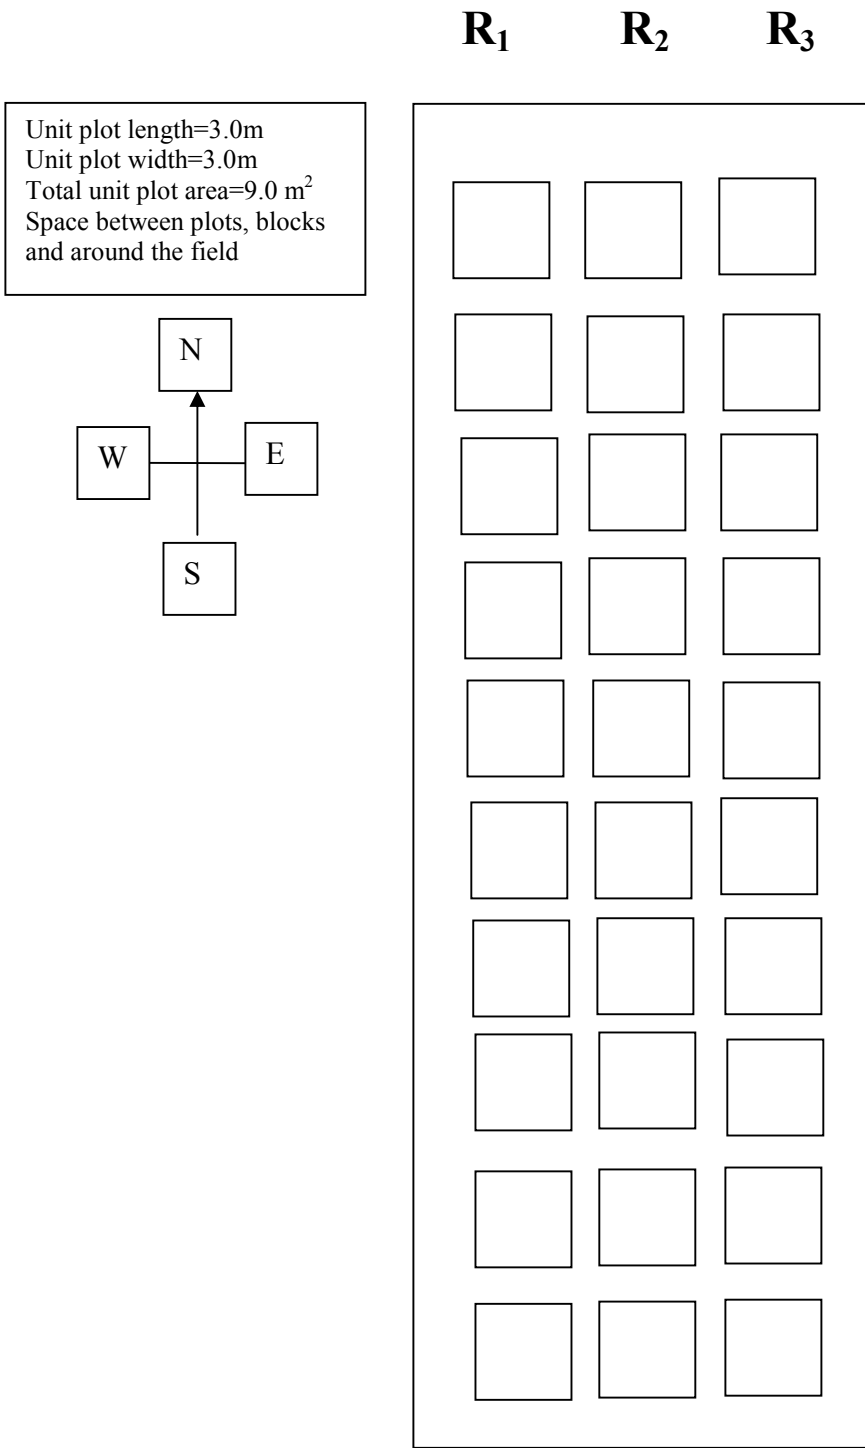 R₁ R₂ R₃
Unit plot length=3.0m
Unit plot width=3.0m
Total unit plot area=9.0 m²
Space between plots, blocks
and around the field
N
W E
S